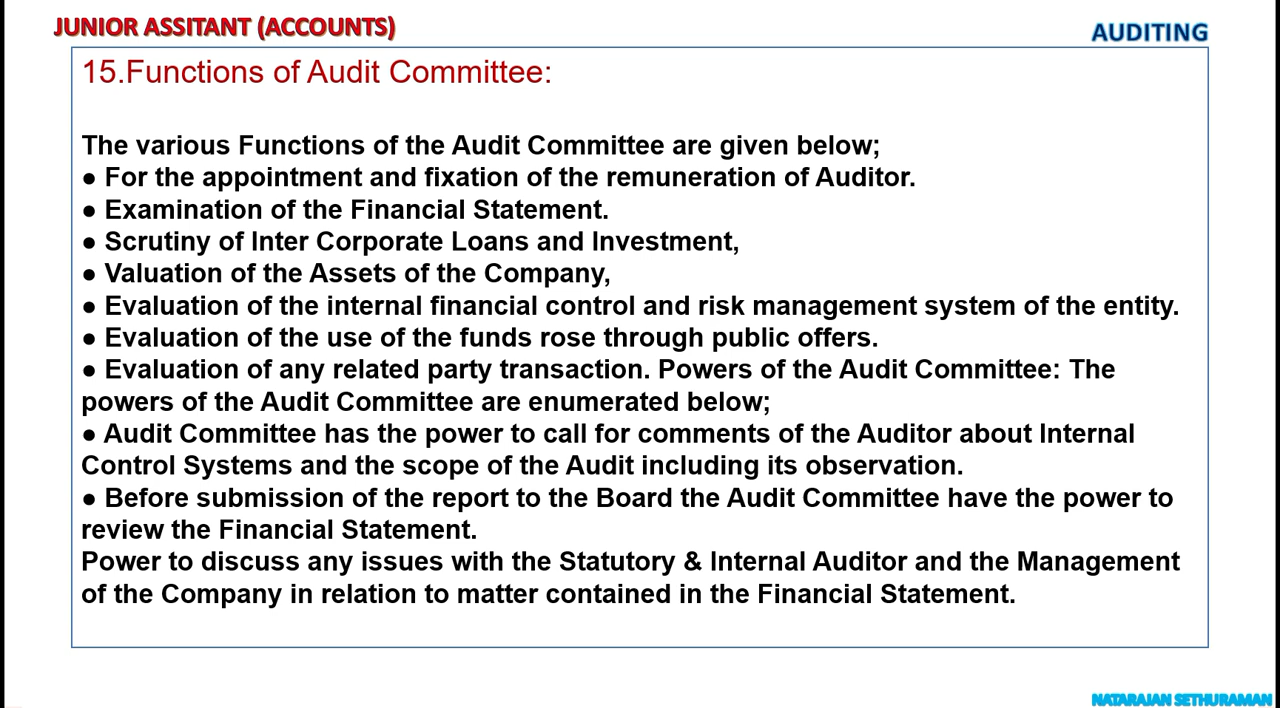 JUNIOR ASSITANT (ACCOUNTS)
AUDITING
15.Functions of Audit Committee:
The various Functions of the Audit Committee are given below;
● For the appointment and fixation of the remuneration of Auditor.
● Examination of the Financial Statement.
● Scrutiny of Inter Corporate Loans and Investment,
● Valuation of the Assets of the Company,
● Evaluation of the internal financial control and risk management system of the entity.
● Evaluation of the use of the funds rose through public offers.
● Evaluation of any related party transaction. Powers of the Audit Committee: The
powers of the Audit Committee are enumerated below;
● Audit Committee has the power to call for comments of the Auditor about Internal
Control Systems and the scope of the Audit including its observation.
● Before submission of the report to the Board the Audit Committee have the power to
review the Financial Statement.
Power to discuss any issues with the Statutory & Internal Auditor and the Management
of the Company in relation to matter contained in the Financial Statement.
NATARAJAN SETHURAMAN